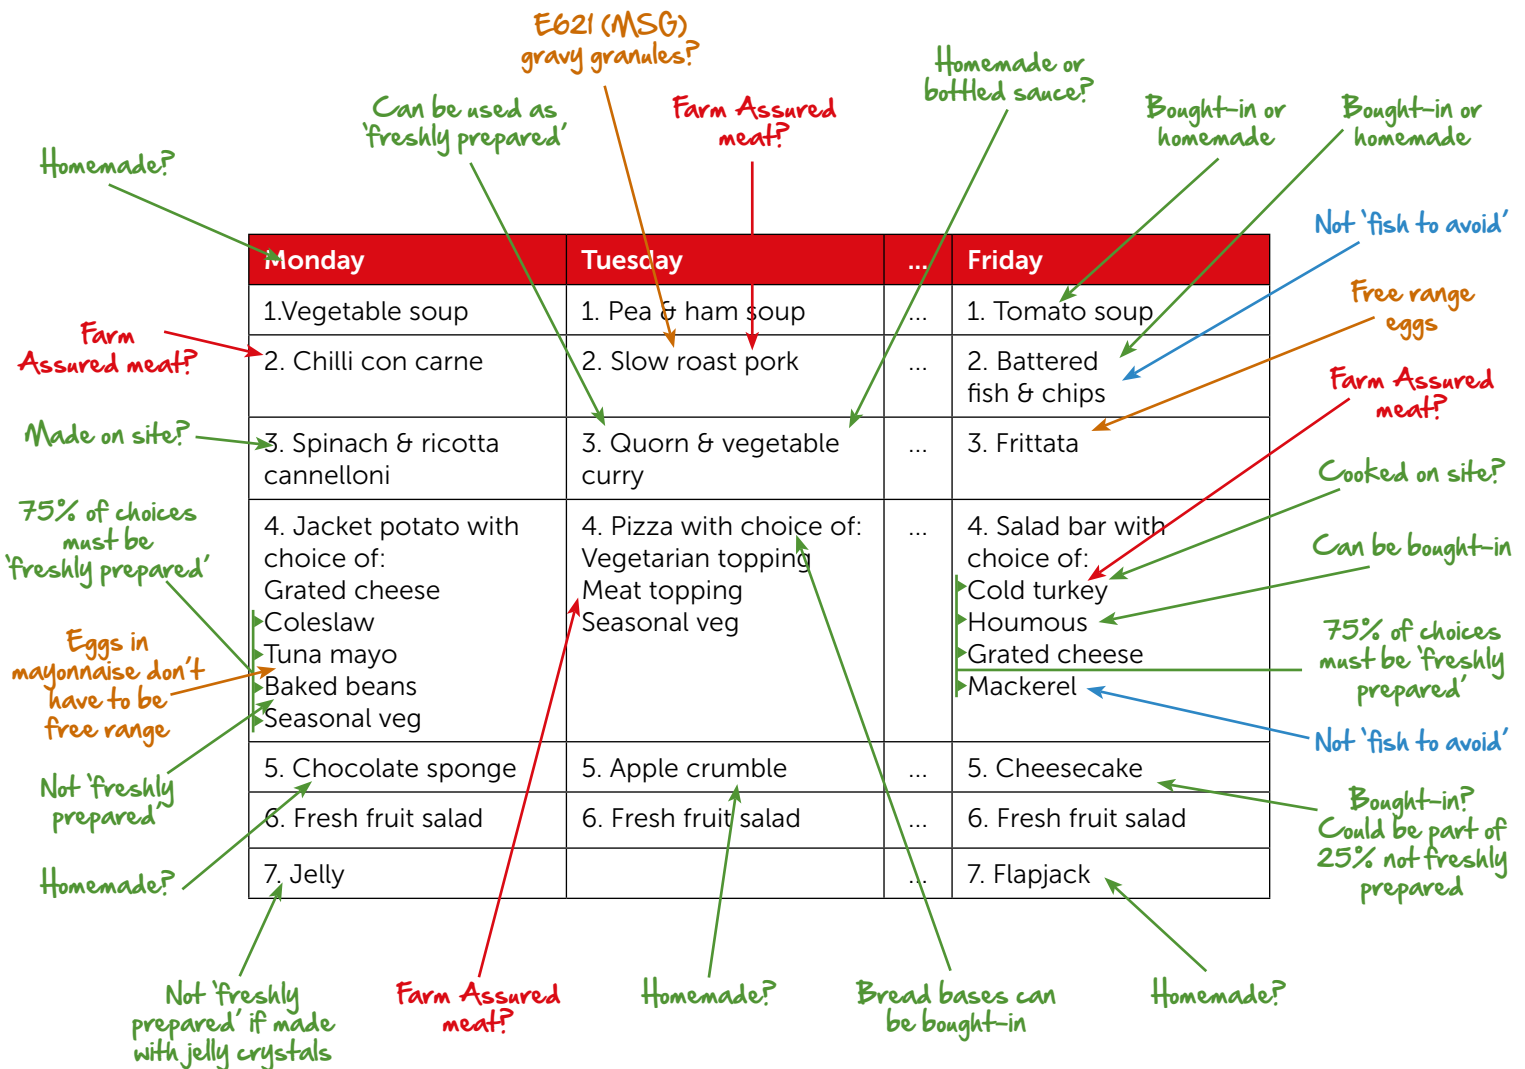 E621 (MSG)
gravy granules?
Homemade or
bottled sauce?
Can be used as
'freshly prepared'
Farm Assured
meat?
Bought-in or
homemade
Bought-in or
homemade
Homemade?
Not 'fish to avoid'
Free range
eggs
Farm
Assured meat?
Farm Assured
meat?
Made on site?
Cooked on site?
75% of choices
must be
'freshly prepared'
Can be bought-in
Eggs in
mayonnaise don't
have to be
free range
75% of choices
must be 'freshly
prepared'
Not 'fish to avoid'
Not 'freshly
prepared'
Bought-in?
Could be part of
25% not freshly
prepared
Homemade?
Monday
Tuesday
...
Friday
1.Vegetable soup
1. Pea & ham soup
...
1. Tomato soup
2. Chilli con carne
2. Slow roast pork
...
2. Battered
fish & chips
3. Spinach & ricotta
cannelloni
3. Quorn & vegetable
curry
...
3. Frittata
4. Jacket potato with
choice of:
Grated cheese
Coleslaw
Tuna mayo
Baked beans
Seasonal veg
4. Pizza with choice of:
Vegetarian topping
Meat topping
Seasonal veg
...
4. Salad bar with
choice of:
Cold turkey
Houmous
Grated cheese
Mackerel
5. Chocolate sponge
5. Apple crumble
...
5. Cheesecake
6. Fresh fruit salad
6. Fresh fruit salad
...
6. Fresh fruit salad
7. Jelly
...
7. Flapjack
Not 'freshly
prepared' if made
with jelly crystals
Farm Assured
meat?
Homemade?
Bread bases can
be bought-in
Homemade?